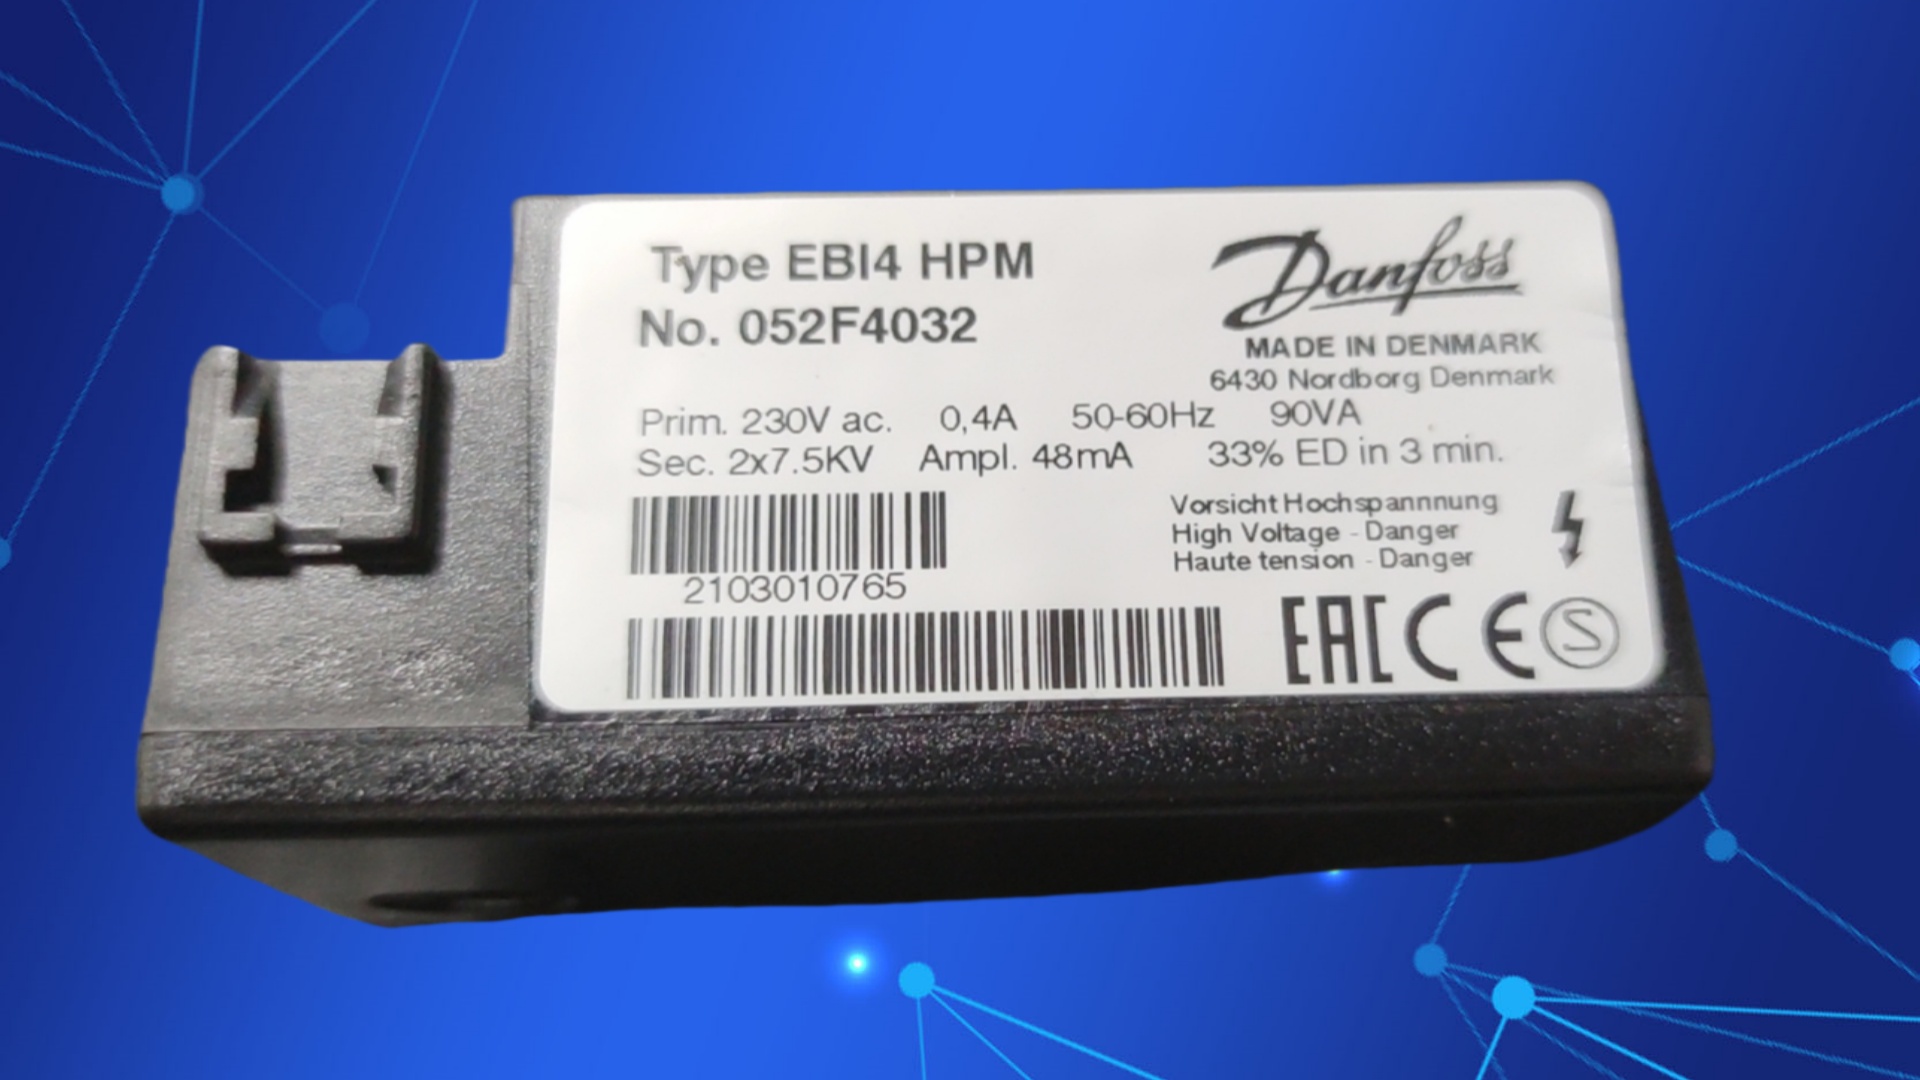 Type EBI4 HPM
No. 052F4032
Danfoss
MADE IN DENMARK
6430 Nordborg Denmark
Prim. 230V ac. 0,4A 50-60Hz 90VA
Sec. 2x7.5KV Ampl. 48mA 33% ED in 3 min.
Vorsicht Hochspannnung
High Voltage - Danger
Haute tension - Danger
2103010765
EAC CE S